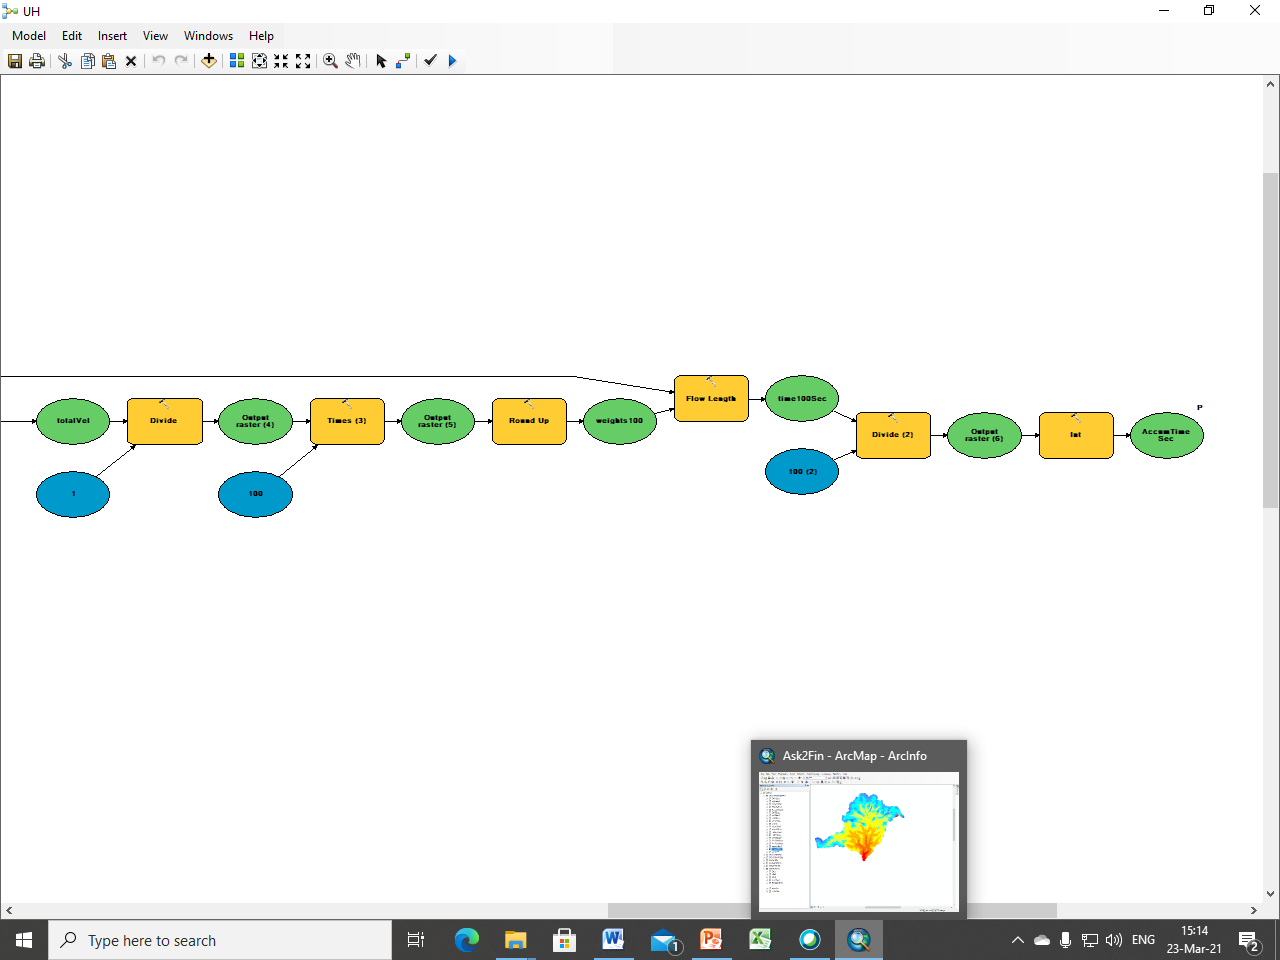 UH
Model Edit Insert View Windows Help
P
totalVel
Divide
Output
raster (4)
Times (3)
Output
raster (5)
Round Up
weights100
Flow Length
time100Sec
Divide (2)
Output
raster (6)
Int
AccumTime
Sec
1
100
100 (2)
Ask2Fin - ArcMap - ArcInfo
Type here to search
1
ENG
15:14
23-Mar-21
2